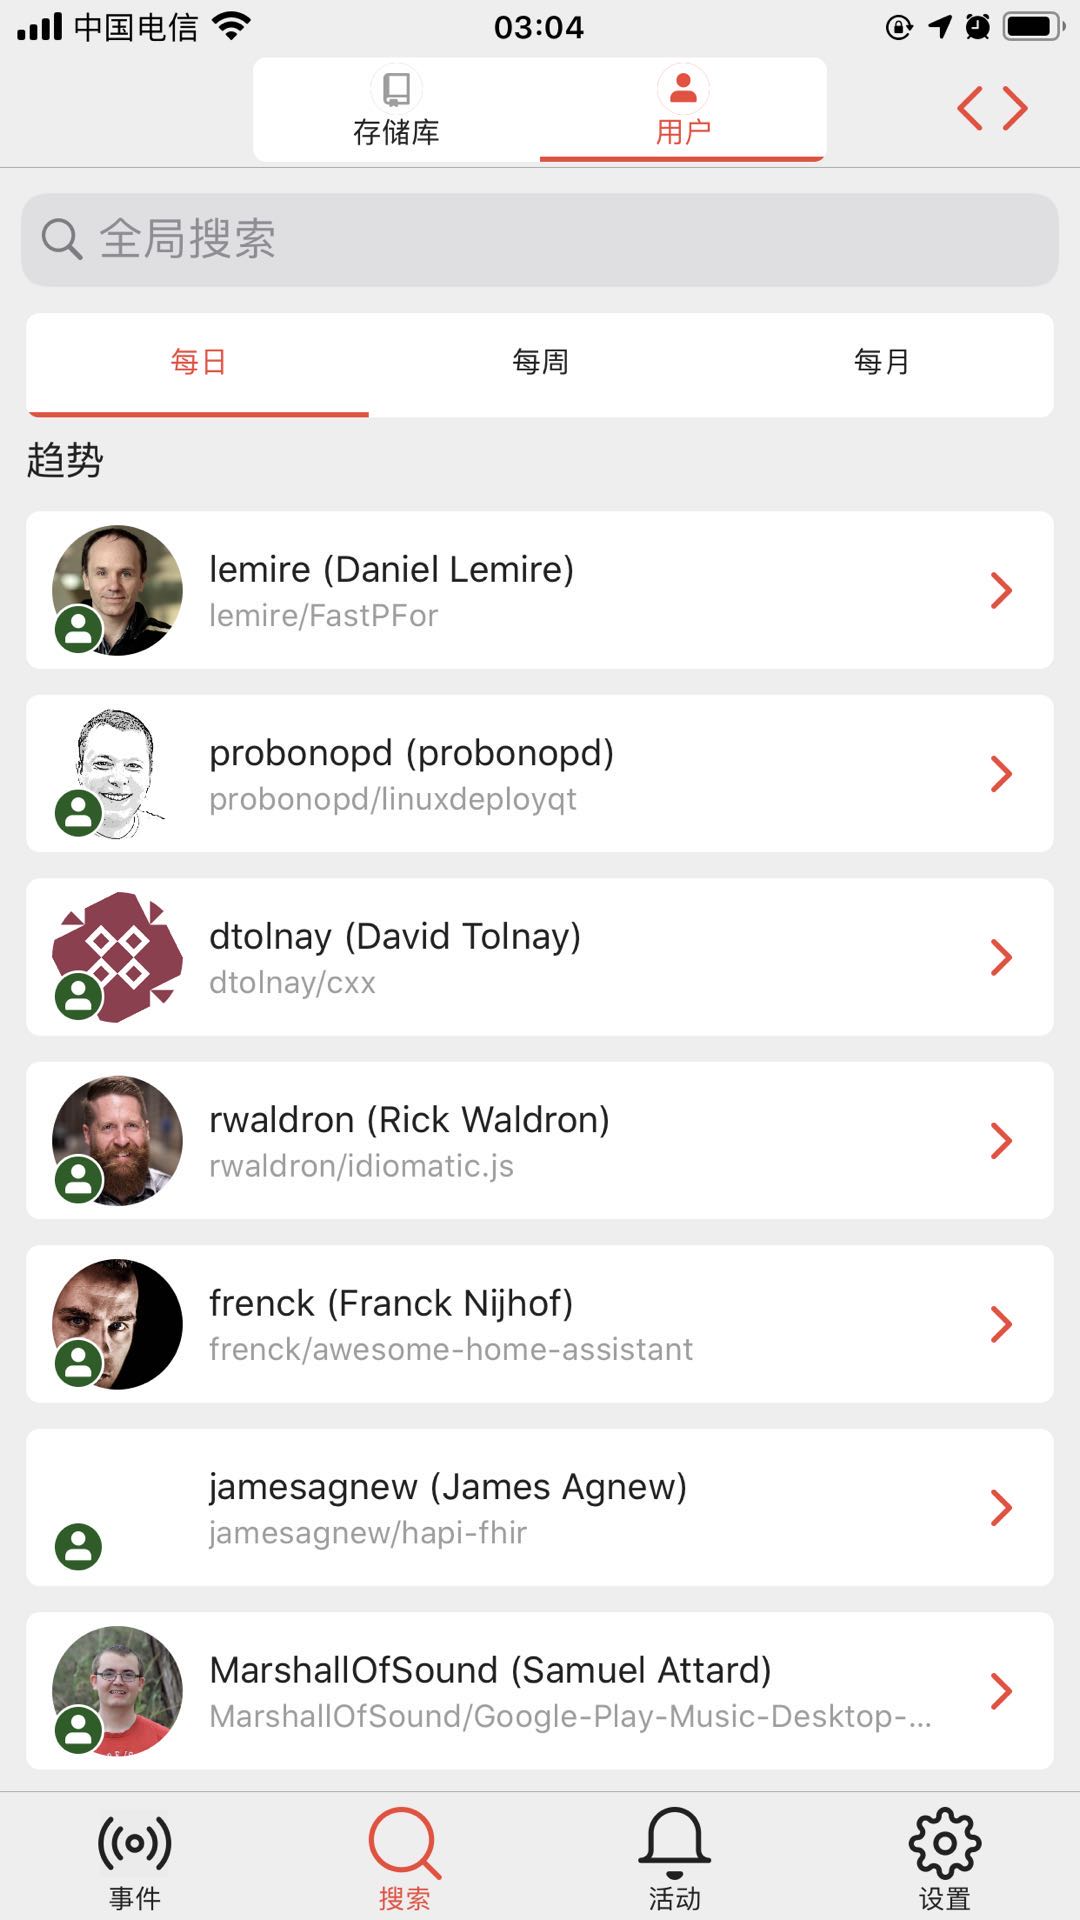 中国电信
03:04
存储库
用户
全局搜索
每日
每周
每月
趋势
lemire (Daniel Lemire)
lemire/FastPFor
probonopd (probonopd)
probonopd/linuxdeployqt
dtolnay (David Tolnay)
dtolnay/cxx
rwaldron (Rick Waldron)
rwaldron/idiomatic.js
frenck (Franck Nijhof)
frenck/awesome-home-assistant
jamesagnew (James Agnew)
jamesagnew/hapi-fhir
MarshallOfSound (Samuel Attard)
MarshallOfSound/Google-Play-Music-Desktop-...
事件
搜索
活动
设置